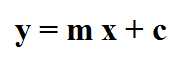 y = m x + c